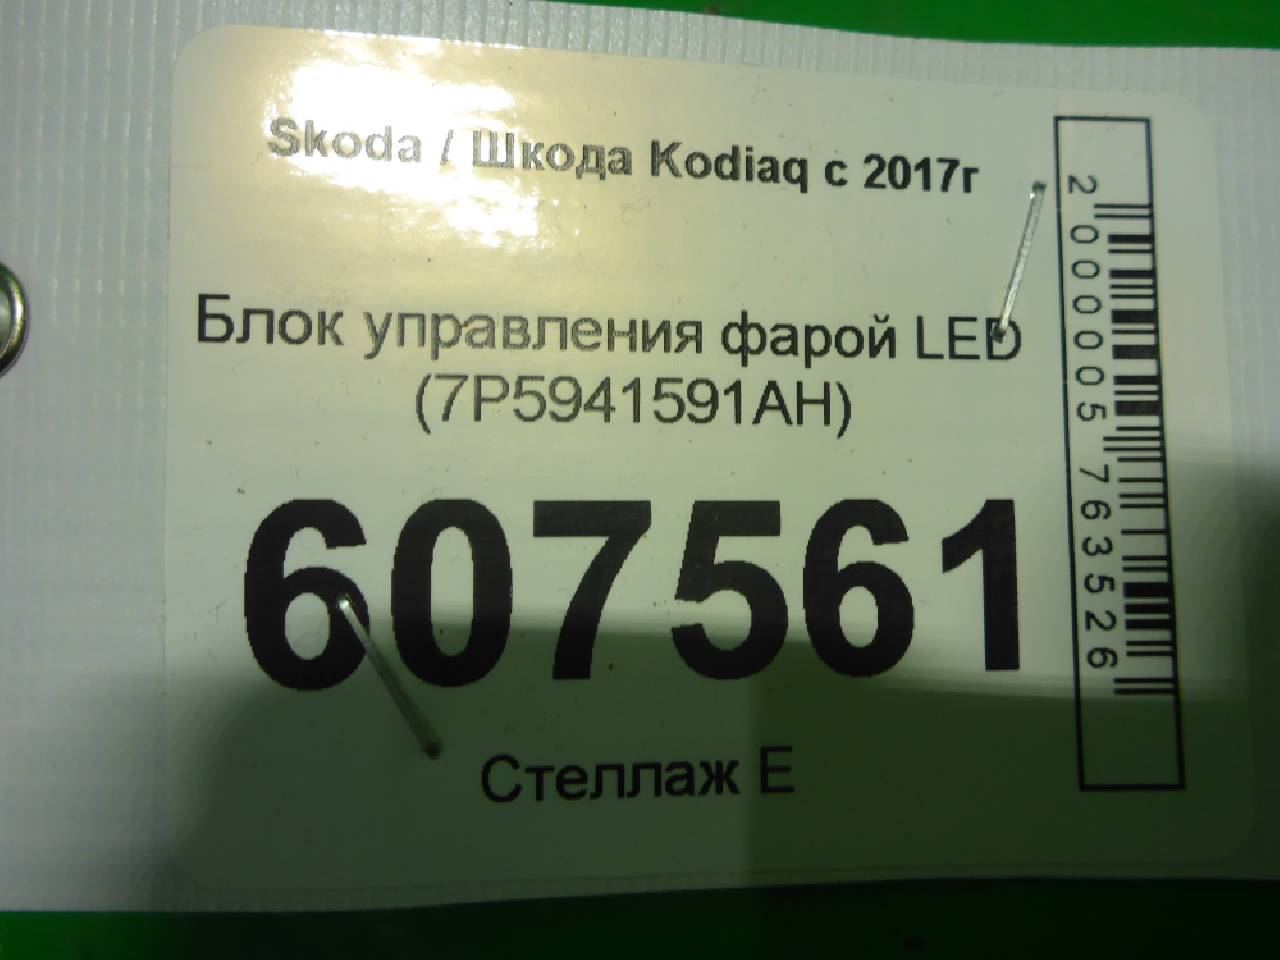 Skoda / Шкода Kodiaq с 2017г
Блок управления фарой LED
(7P5941591AH)
607561
Стеллаж Е
2000005763526